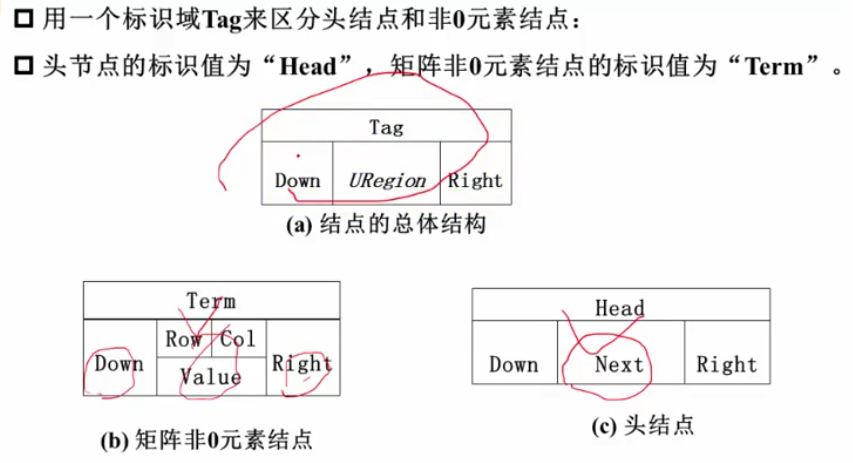 用一个标识域Tag来区分头结点和非0元素结点：
头节点的标识值为“Head”，矩阵非0元素结点的标识值为“Term”。
Tag
Down URegion Right
(a) 结点的总体结构
Term
Row Col
Down Value Right
(b) 矩阵非0元素结点
Head
Down Next Right
(c) 头结点